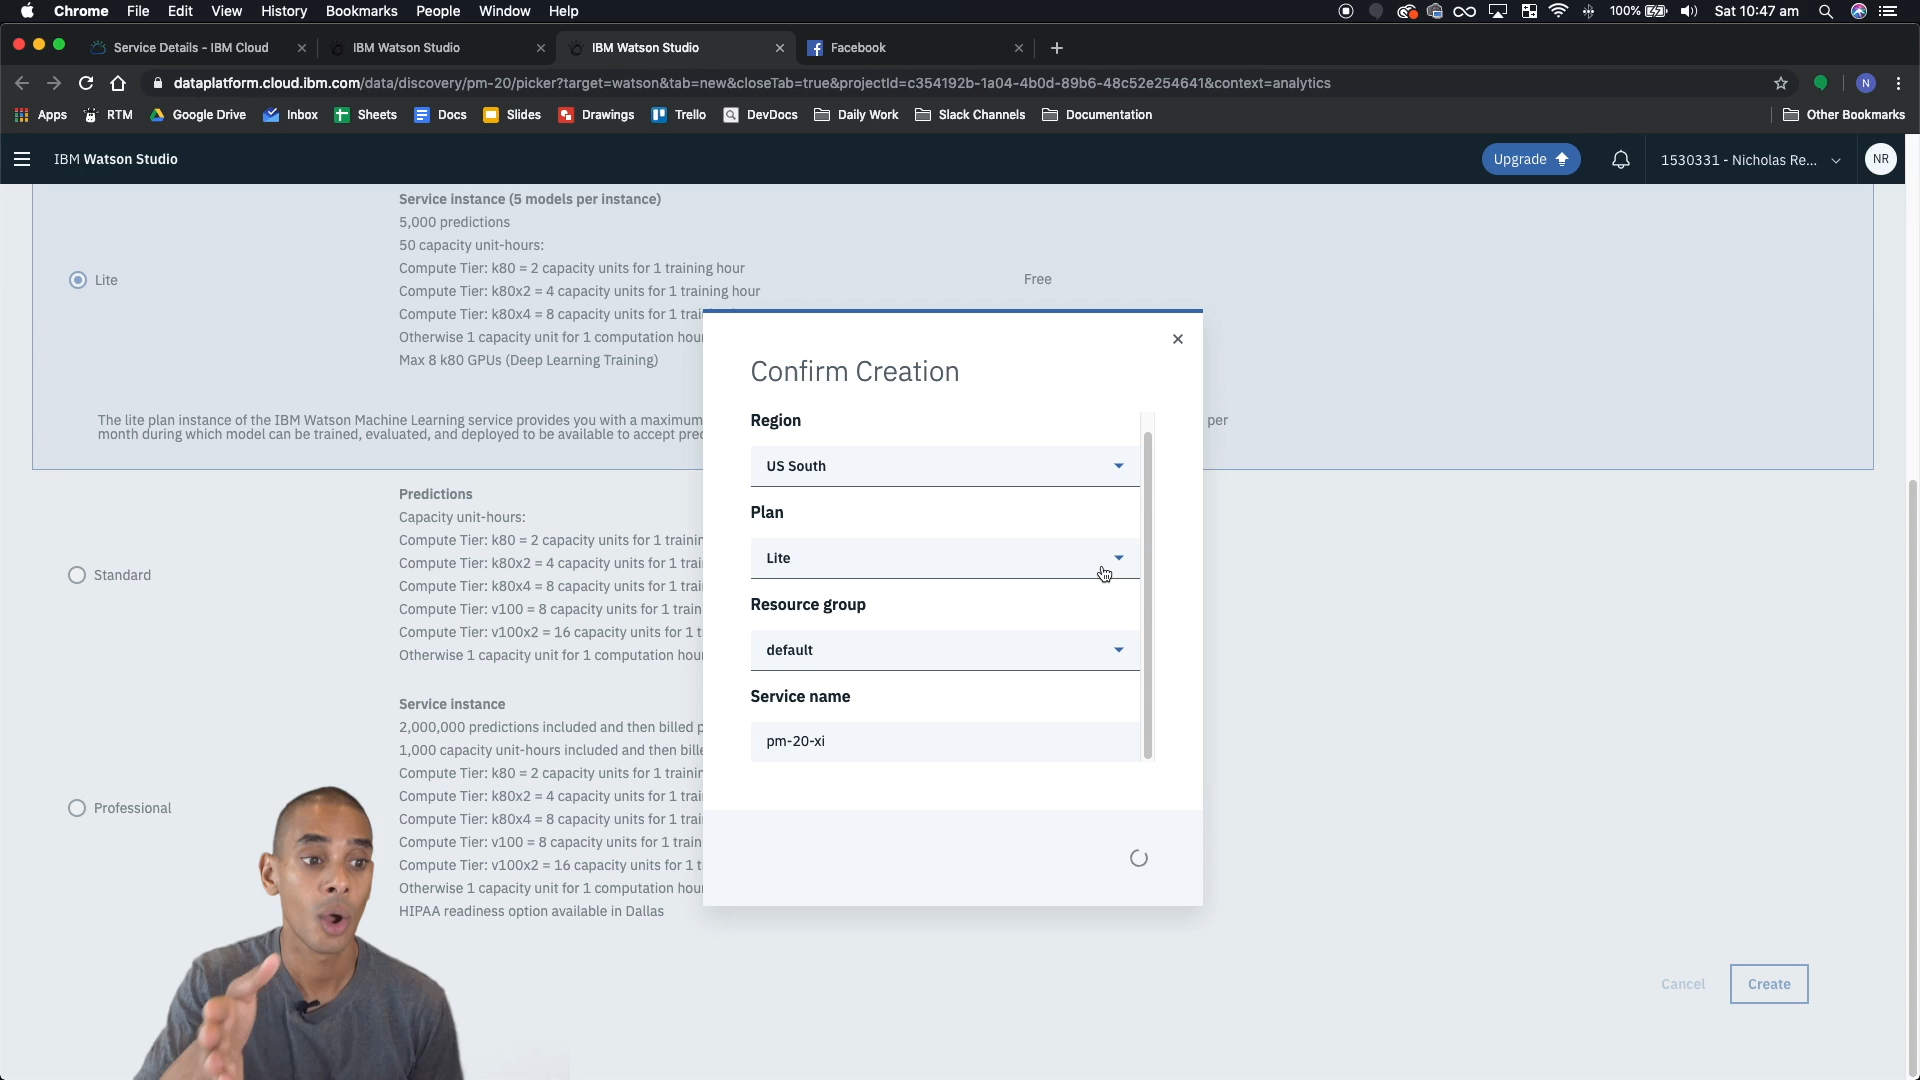 Chrome File Edit View History Bookmarks People Window Help 100% Sat 10:47 am
Service Details - IBM Cloud IBM Watson Studio IBM Watson Studio Facebook
dataplatform.cloud.ibm.com/data/discovery/pm-20/picker?target=watson&tab=new&closeTab=true&projectId=c354192b-1a04-4b0d-89b6-48c52e254641&context=analytics N
Apps RTM Google Drive Inbox Sheets Docs Slides Drawings Trello DevDocs Daily Work Slack Channels Documentation Other Bookmarks
IBM Watson Studio Upgrade 1530331 - Nicholas Re... NR
Service instance (5 models per instance)
5,000 predictions
50 capacity unit-hours:
Compute Tier: k80 = 2 capacity units for 1 training hour
Lite Free
Compute Tier: k80x2 = 4 capacity units for 1 training hour
Compute Tier: k80x4 = 8 capacity units for 1
Otherwise 1 capacity unit for 1 computation
Max 8 k80 GPUs (Deep Learning Training)
The lite plan instance of the IBM Watson Machine Learning service provides you with a maximum per
month during which model can be trained, evaluated, and deployed to be available to accept
Predictions
Capacity unit-hours:
Compute Tier: k80 = 2 capacity units for 1
Compute Tier: k80x2 = 4 capacity units for 1
Standard
Compute Tier: k80x4 = 8 capacity units for 1
Compute Tier: v100 = 8 capacity units for 1
Compute Tier: v100x2 = 16 capacity units for 1
Otherwise 1 capacity unit for 1 computation
Service instance
2,000,000 predictions included and then billed
1,000 capacity unit-hours included and then
Compute Tier: k80 = 2 capacity units for 1
Compute Tier: k80x2 = 4 capacity units for 1
Professional
Compute Tier: k80x4 = 8 capacity units for 1
Compute Tier: v100 = 8 capacity units for 1
Compute Tier: v100x2 = 16 capacity units for 1
Otherwise 1 capacity unit for 1 computation
HIPAA readiness option available in Dallas
Confirm Creation
Region
US South
Plan
Lite
Resource group
default
Service name
pm-20-xi
Cancel Create